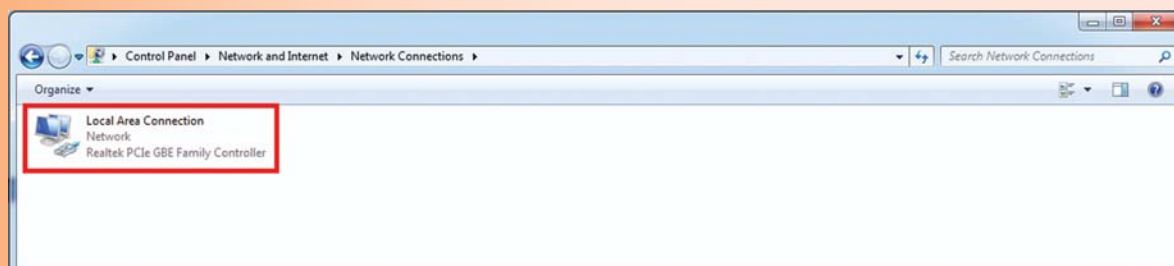 Control Panel ▸ Network and Internet ▸ Network Connections ▸
Search Network Connections
Organize
Local Area Connection
Network
Realtek PCIe GBE Family Controller